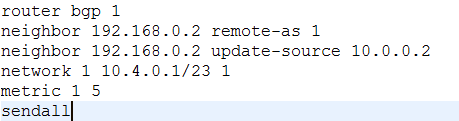 router bgp 1
neighbor 192.168.0.2 remote-as 1
neighbor 192.168.0.2 update-source 10.0.0.2
network 1 10.4.0.1/23 1
metric 1 5
sendall